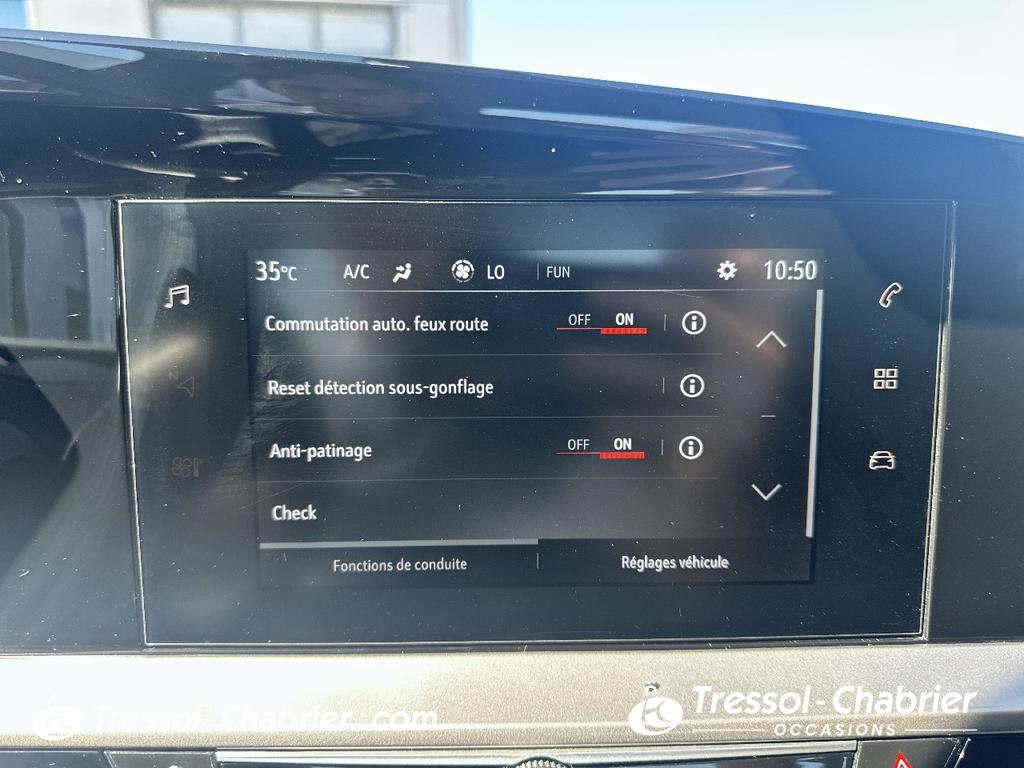 35°C A/C LO FUN 10:50
Commutation auto. feux route OFF ON
Reset détection sous-gonflage
Anti-patinage OFF ON
Check
Fonctions de conduite Réglages véhicule
Tressol-Chabrier.com
Tressol-Chabrier
OCCASIONS